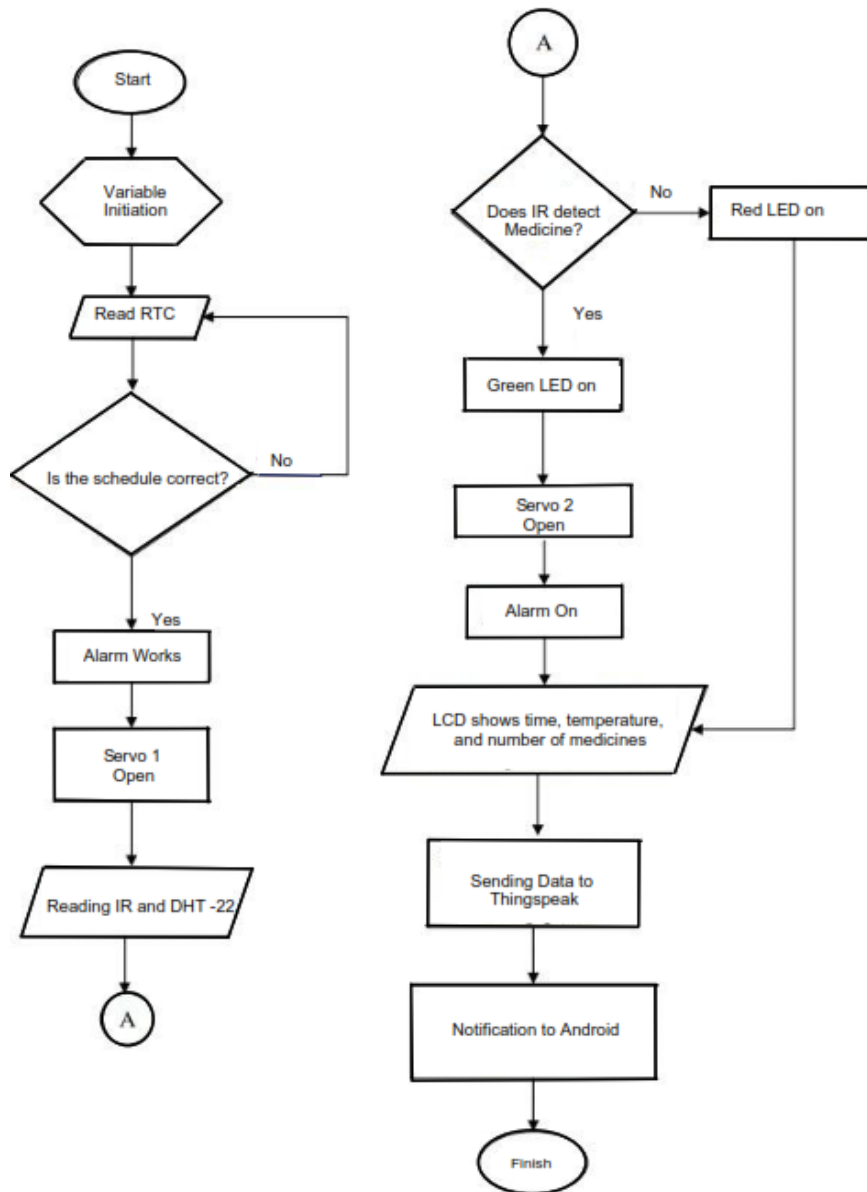 Start
Variable
Initiation
Read RTC
Is the schedule correct?
No
Yes
Alarm Works
Servo 1
Open
Reading IR and DHT -22
A
A
Does IR detect
Medicine?
No
Red LED on
Yes
Green LED on
Servo 2
Open
Alarm On
LCD shows time, temperature,
and number of medicines
Sending Data to
Thingspeak
Notification to Android
Finish